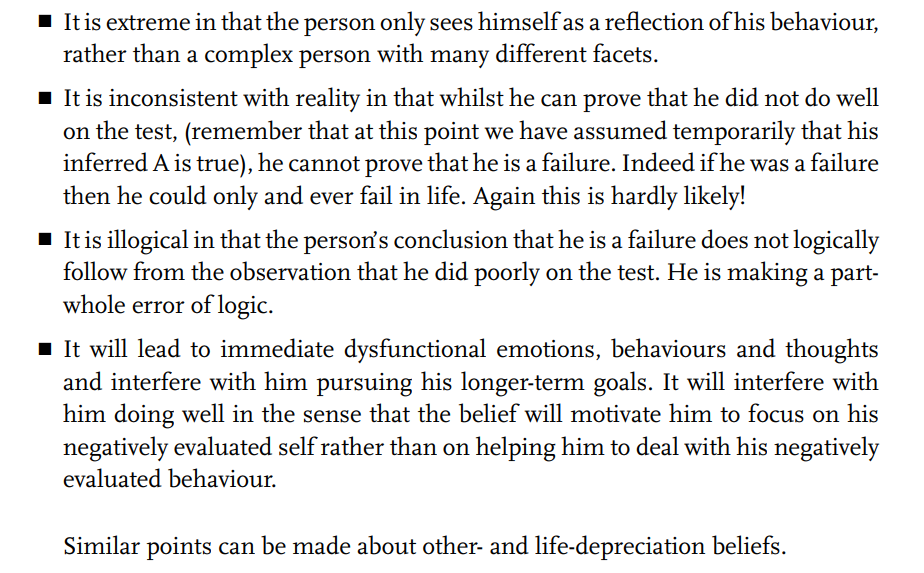 ■ It is extreme in that the person only sees himself as a reflection of his behaviour,
rather than a complex person with many different facets.
■ It is inconsistent with reality in that whilst he can prove that he did not do well
on the test, (remember that at this point we have assumed temporarily that his
inferred A is true), he cannot prove that he is a failure. Indeed if he was a failure
then he could only and ever fail in life. Again this is hardly likely!
■ It is illogical in that the person's conclusion that he is a failure does not logically
follow from the observation that he did poorly on the test. He is making a part-
whole error of logic.
■ It will lead to immediate dysfunctional emotions, behaviours and thoughts
and interfere with him pursuing his longer-term goals. It will interfere with
him doing well in the sense that the belief will motivate him to focus on his
negatively evaluated self rather than on helping him to deal with his negatively
evaluated behaviour.
Similar points can be made about other- and life-depreciation beliefs.